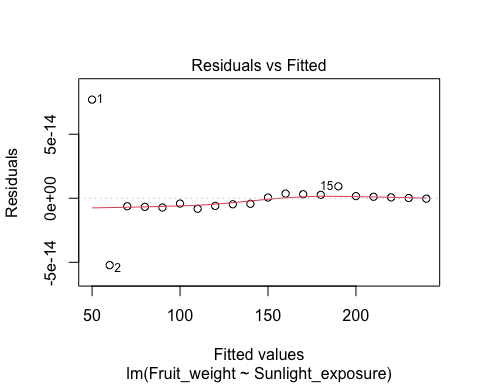 Residuals vs Fitted
Residuals
5e-14
0e+00
-5e-14
1
2
15
50
100
150
200
Fitted values
lm(Fruit_weight ~ Sunlight_exposure)